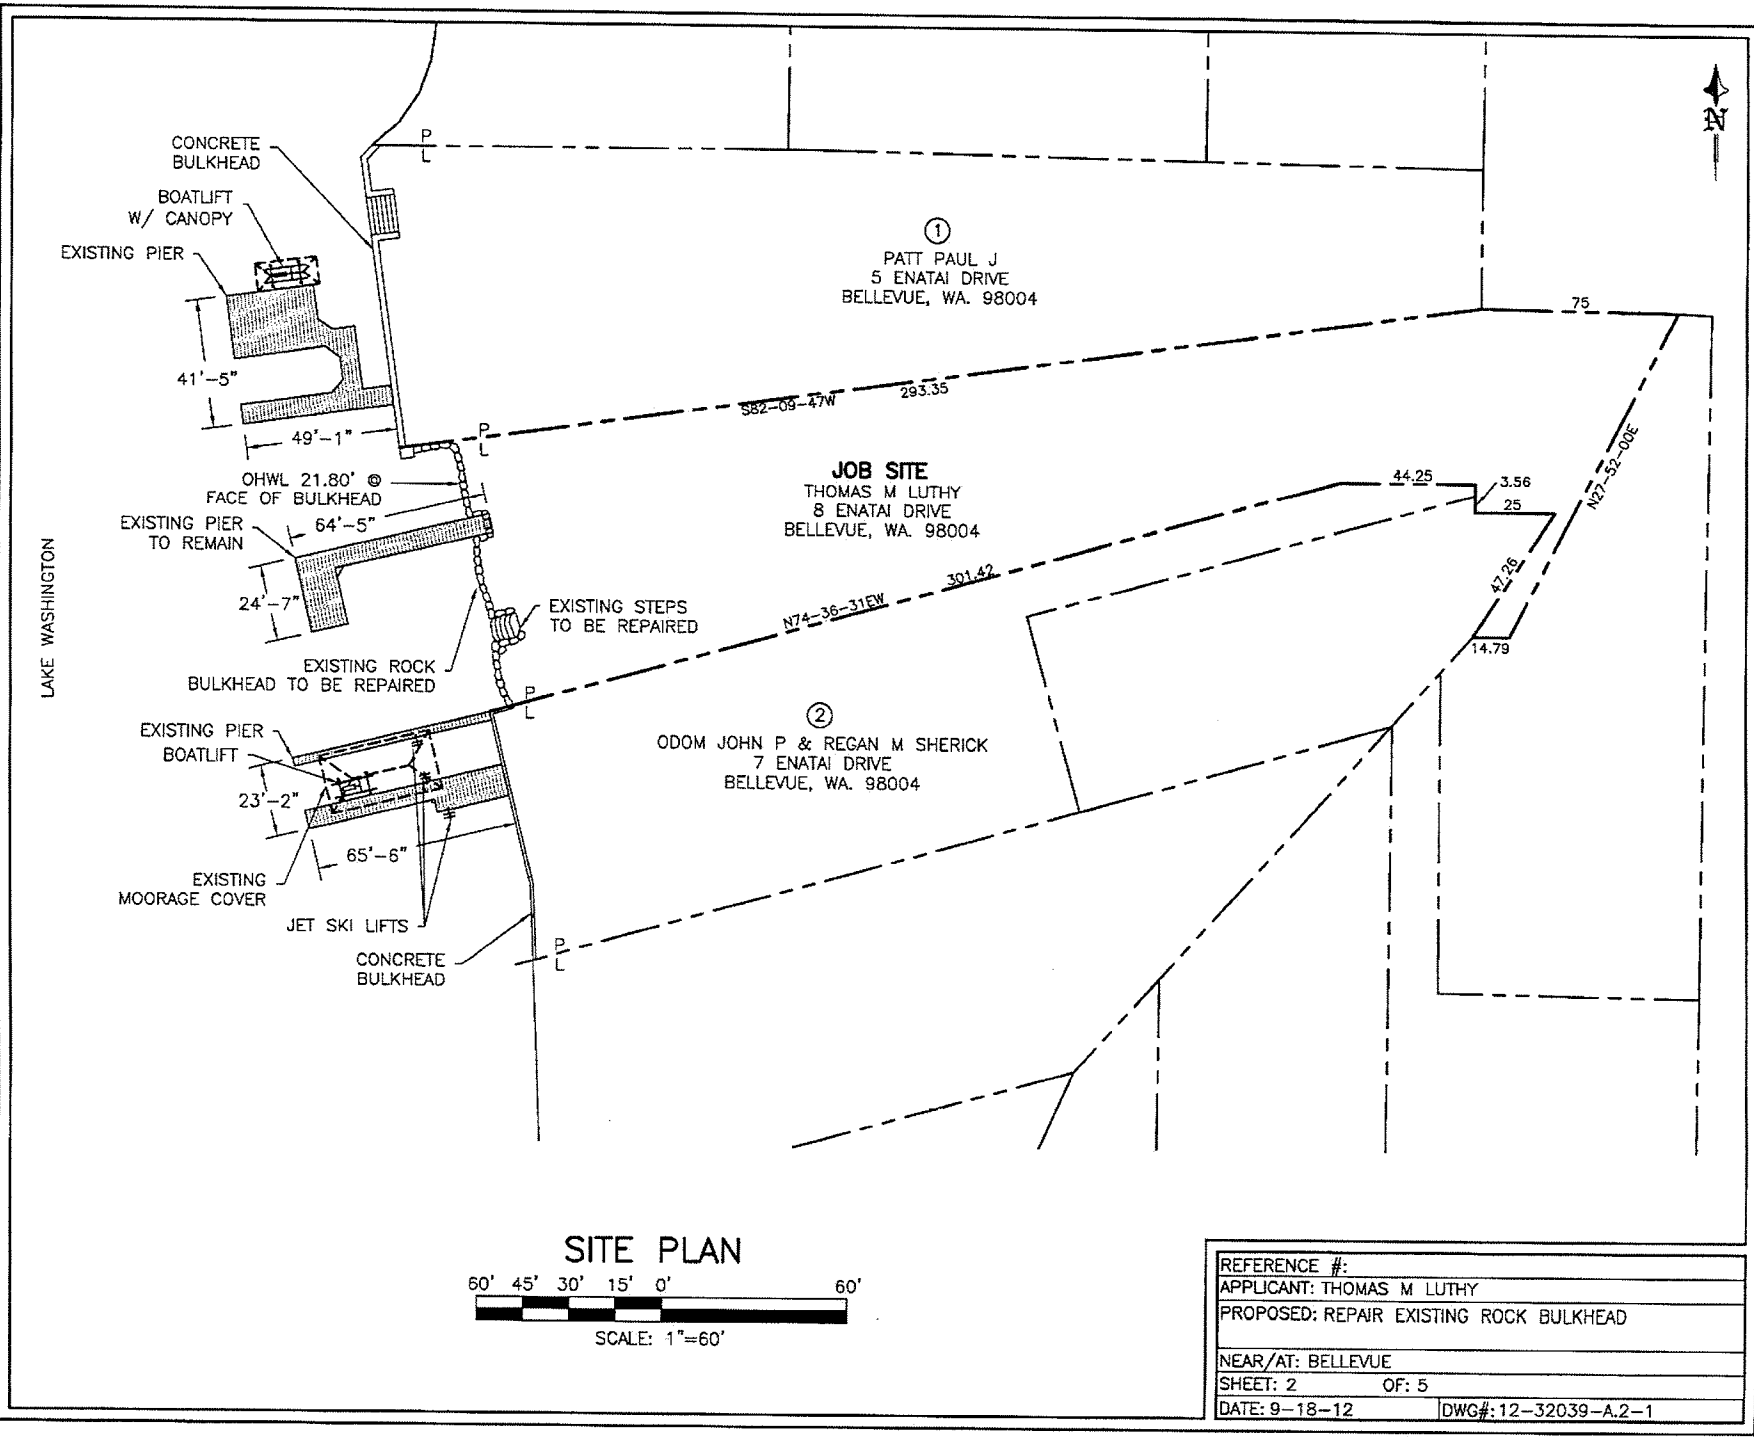 N
CONCRETE
BULKHEAD
P
L
BOATLIFT
W/ CANOPY
EXISTING PIER
1
PATT PAUL J
5 ENATAI DRIVE
BELLEVUE, WA. 98004
75
41'-5"
49'-1"
S82-09-47W
293.35
P
L
N27-52-00E
OHWL 21.80' @
FACE OF BULKHEAD
JOB SITE
THOMAS M LUTHY
8 ENATAI DRIVE
BELLEVUE, WA. 98004
44.25
3.56
25
EXISTING PIER
TO REMAIN
64'-5"
LAKE WASHINGTON
24'-7"
47.26
301.42
N74-36-31EW
EXISTING STEPS
TO BE REPAIRED
14.79
EXISTING ROCK
BULKHEAD TO BE REPAIRED
P
L
2
ODOM JOHN P & REGAN M SHERICK
7 ENATAI DRIVE
BELLEVUE, WA. 98004
EXISTING PIER
BOATLIFT
23'-2"
65'-6"
EXISTING
MOORAGE COVER
JET SKI LIFTS
CONCRETE
BULKHEAD
P
L
SITE PLAN
60' 45' 30' 15' 0' 60'
SCALE: 1"=60'
REFERENCE #:
APPLICANT: THOMAS M LUTHY
PROPOSED: REPAIR EXISTING ROCK BULKHEAD
NEAR/AT: BELLEVUE
SHEET: 2 OF: 5
DATE: 9-18-12 DWG#: 12-32039-A.2-1